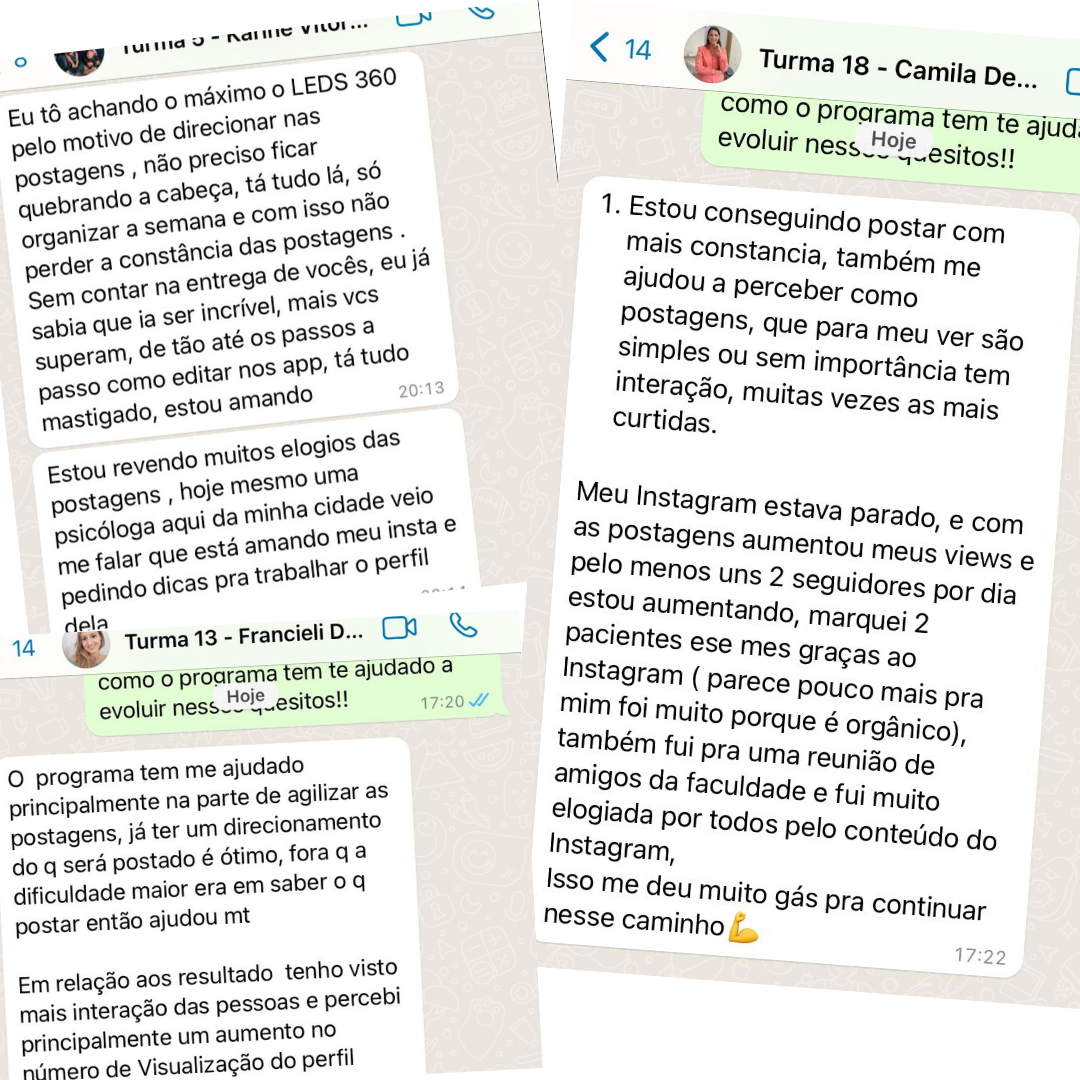 Turma 5 - Karine Vitor...
Eu tô achando o máximo o LEDS 360
pelo motivo de direcionar nas
postagens , não preciso ficar
quebrando a cabeça, tá tudo lá, só
organizar a semana e com isso não
perder a constância das postagens .
Sem contar na entrega de vocês, eu já
sabia que ia ser incrível, mais vcs
superam, de tão até os passos a
passo como editar nos app, tá tudo
mastigado, estou amando
20:13
Estou revendo muitos elogios das
postagens , hoje mesmo uma
psicóloga aqui da minha cidade veio
me falar que está amando meu insta e
pedindo dicas pra trabalhar o perfil
dela
14
Turma 13 - Francieli D...
como o programa tem te ajudado a
evoluir nesses quesitos!!
Hoje
17:20
O programa tem me ajudado
principalmente na parte de agilizar as
postagens, já ter um direcionamento
do q será postado é ótimo, fora q a
dificuldade maior era em saber o q
postar então ajudou mt
Em relação aos resultado tenho visto
mais interação das pessoas e percebi
principalmente um aumento no
número de Visualização do perfil
14
Turma 18 - Camila De...
como o programa tem te ajuda
evoluir nesses quesitos!!
Hoje
1. Estou conseguindo postar com
mais constancia, também me
ajudou a perceber como
postagens, que para meu ver são
simples ou sem importância tem
interação, muitas vezes as mais
curtidas.
Meu Instagram estava parado, e com
as postagens aumentou meus views e
pelo menos uns 2 seguidores por dia
estou aumentando, marquei 2
pacientes ese mes graças ao
Instagram ( parece pouco mais pra
mim foi muito porque é orgânico),
também fui pra uma reunião de
amigos da faculdade e fui muito
elogiada por todos pelo conteúdo do
Instagram,
Isso me deu muito gás pra continuar
nesse caminho💪
17:22